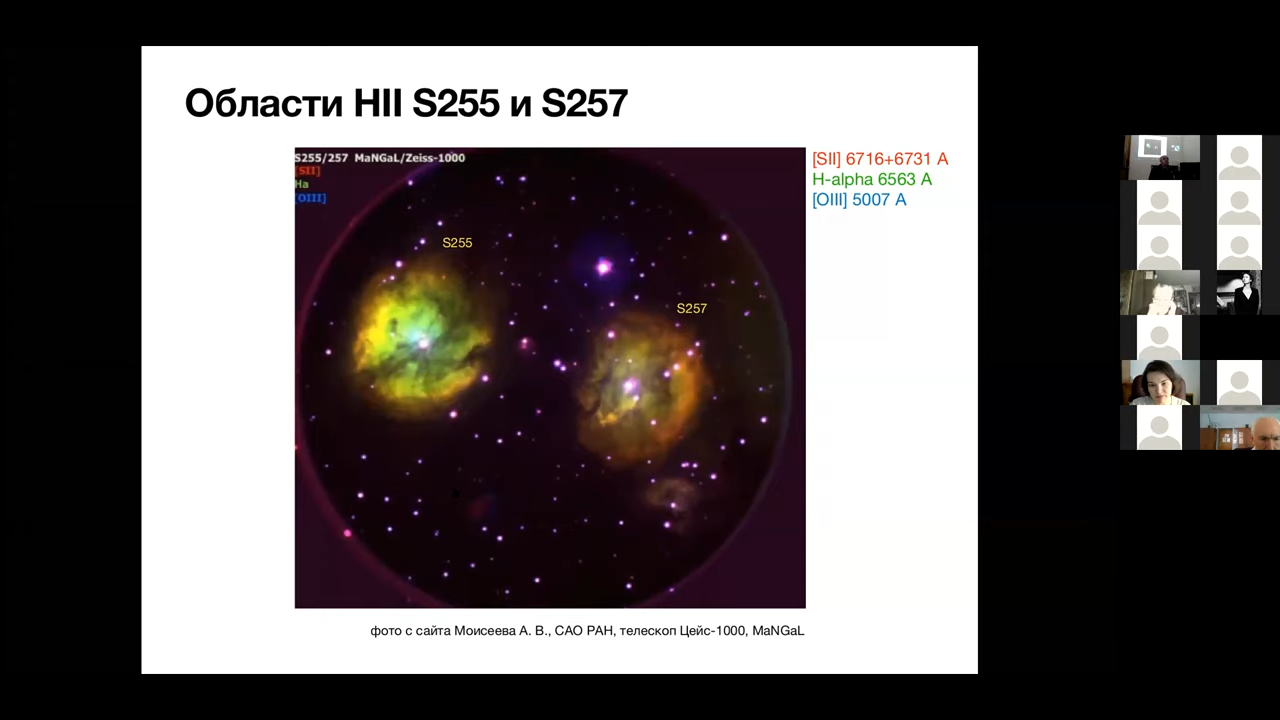 Области HII S255 и S257
S255/257 MaNGaL/Zeiss-1000
[SII]
Ha
[OIII]
[SII] 6716+6731 A
H-alpha 6563 A
[OIII] 5007 A
S255
S257
фото с сайта Моисеева А. В., САО РАН, телескоп Цейс-1000, MaNGaL